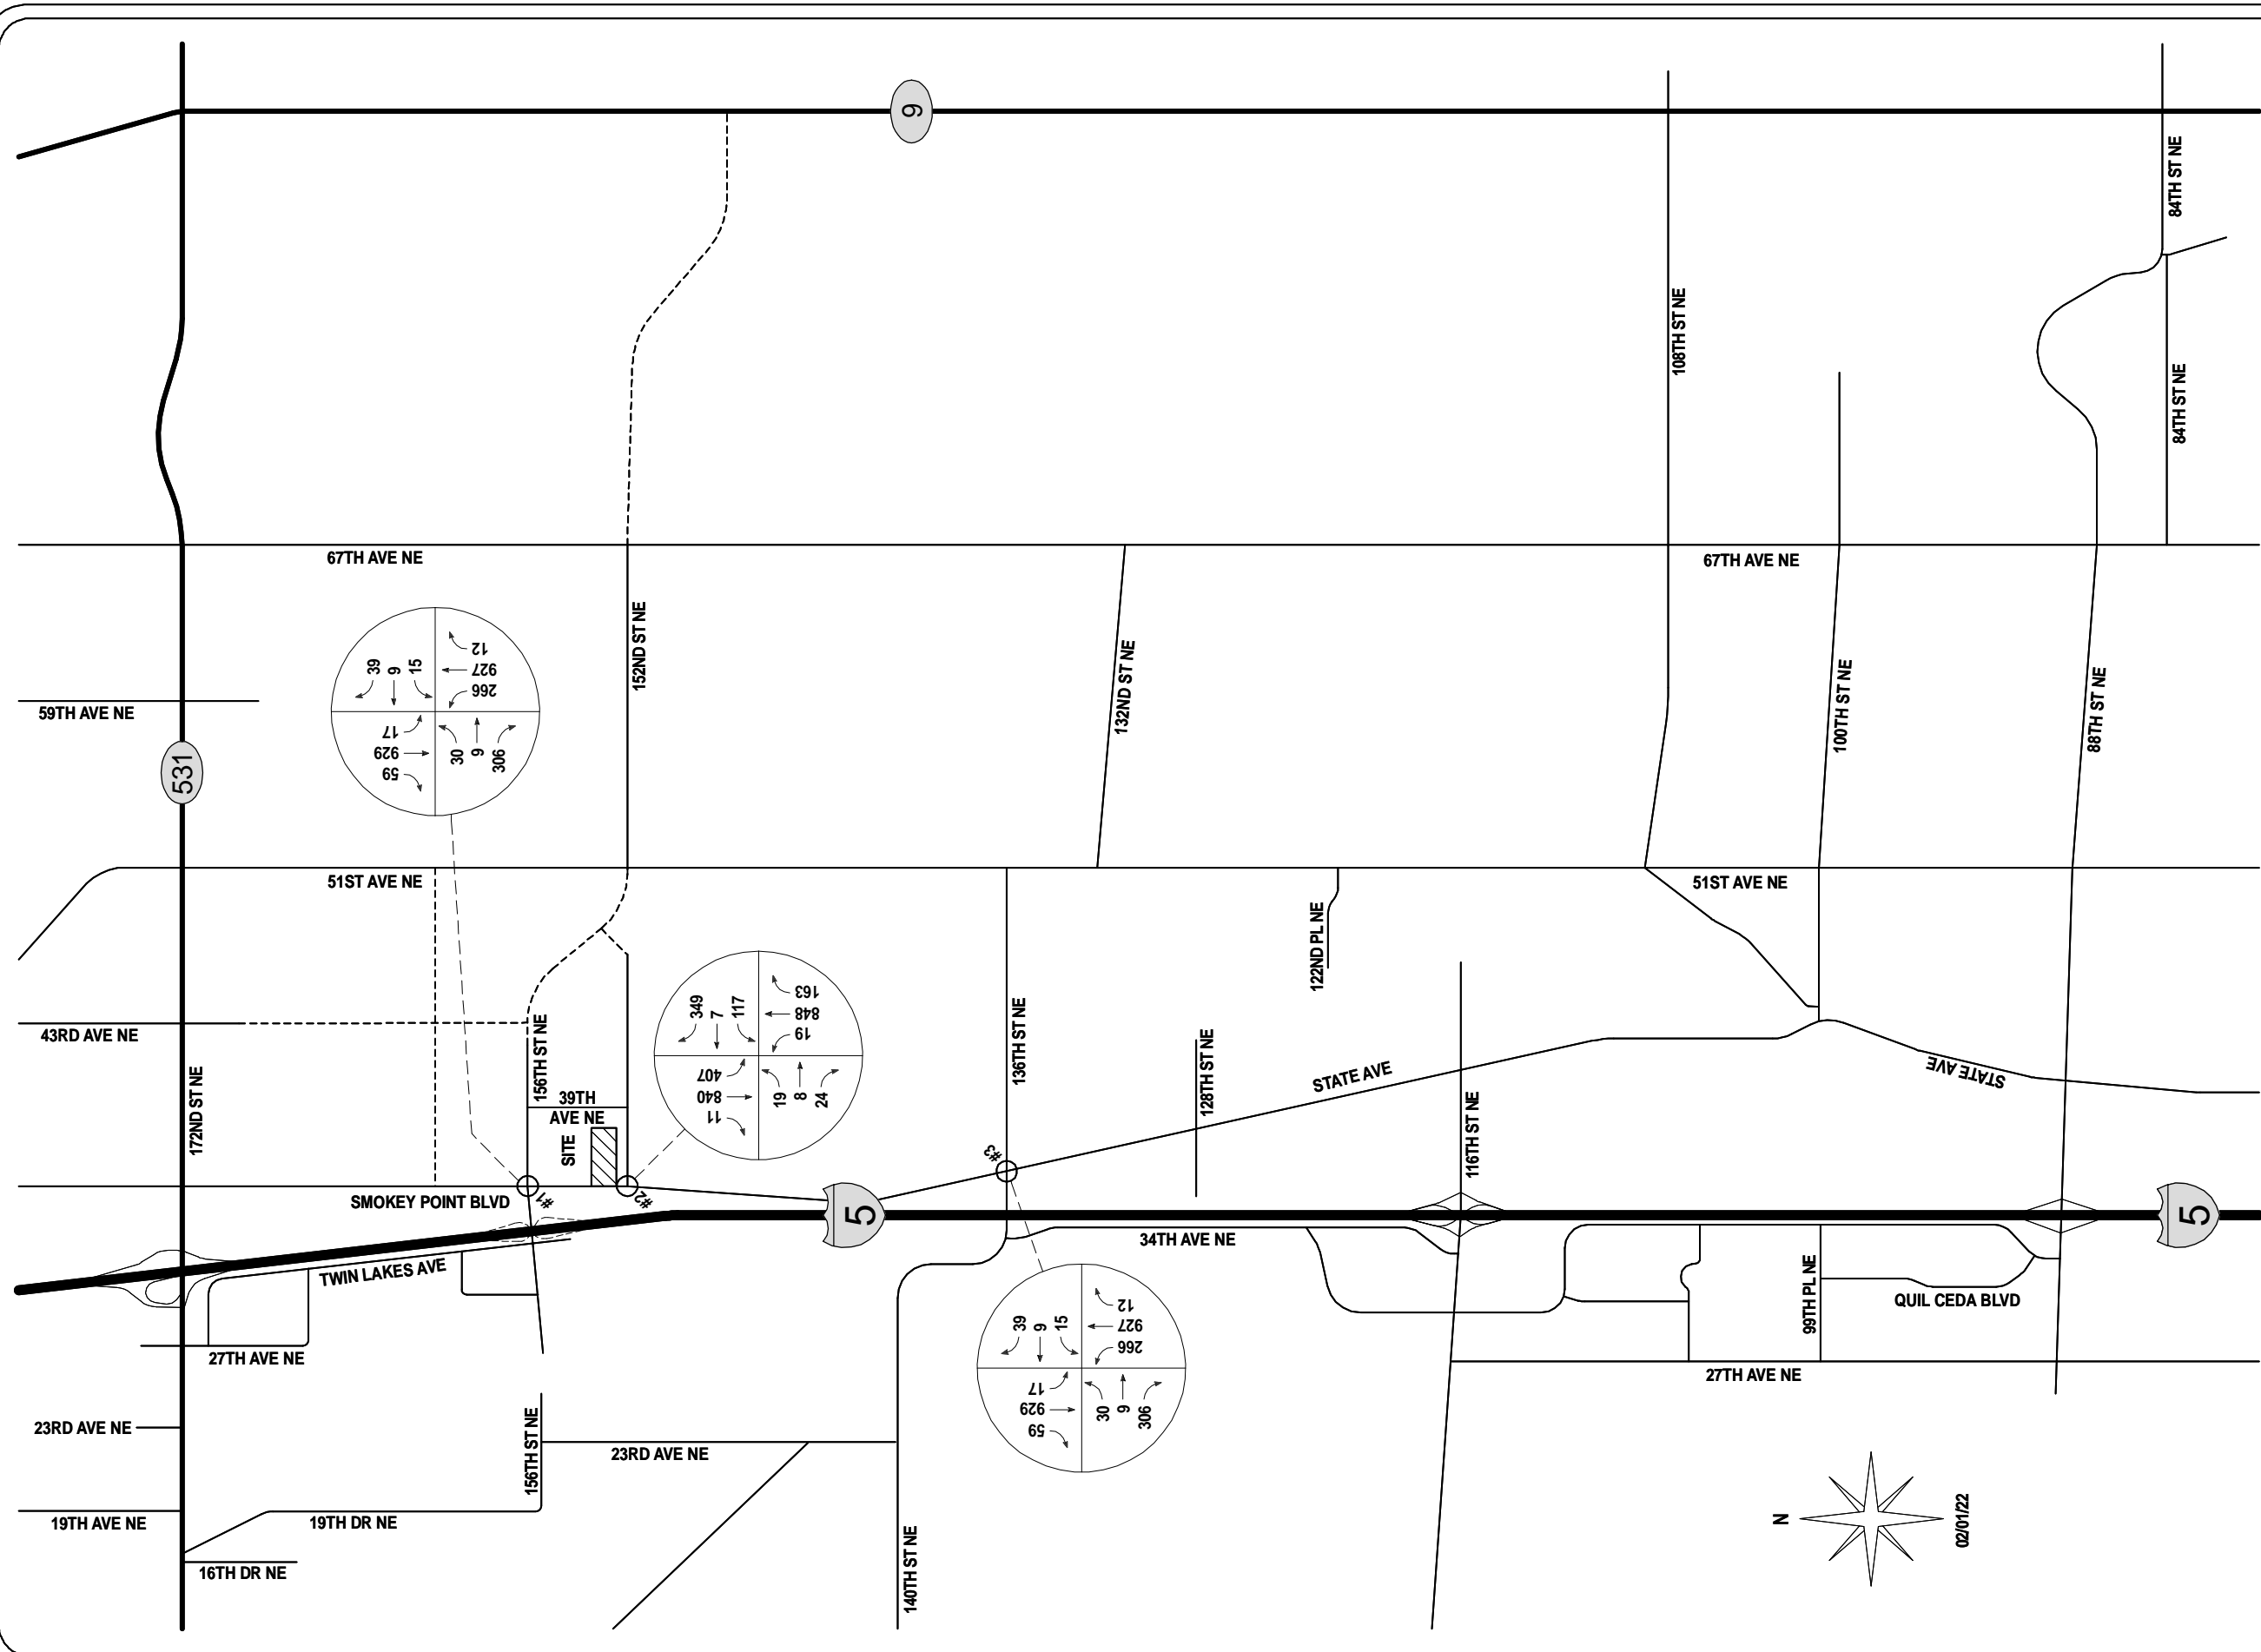 9
84TH ST NE
108TH ST NE
84TH ST NE
67TH AVE NE
67TH AVE NE
152ND ST NE
132ND ST NE
100TH ST NE
88TH ST NE
39
9
15
12
927
266
17
929
59
30
9
306
59TH AVE NE
531
51ST AVE NE
51ST AVE NE
122ND PL NE
349
7
117
163
848
19
407
840
11
19
8
24
43RD AVE NE
156TH ST NE
136TH ST NE
128TH ST NE
STATE AVE
STATE AVE
172ND ST NE
39TH
AVE NE
SITE
116TH ST NE
#3
SMOKEY POINT BLVD
#1
#2
5
5
34TH AVE NE
TWIN LAKES AVE
99TH PL NE
QUIL CEDA BLVD
39
9
15
12
927
266
17
929
59
30
9
306
27TH AVE NE
27TH AVE NE
23RD AVE NE
156TH ST NE
23RD AVE NE
19TH AVE NE
19TH DR NE
16TH DR NE
140TH ST NE
N
02/01/22